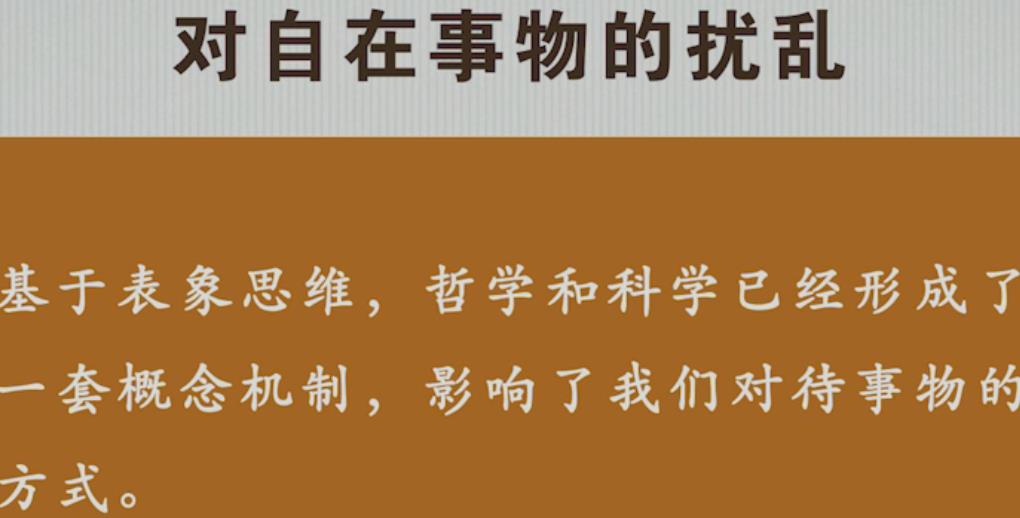 对自在事物的扰乱
基于表象思维，哲学和科学已经形成了
一套概念机制，影响了我们对待事物的
方式。